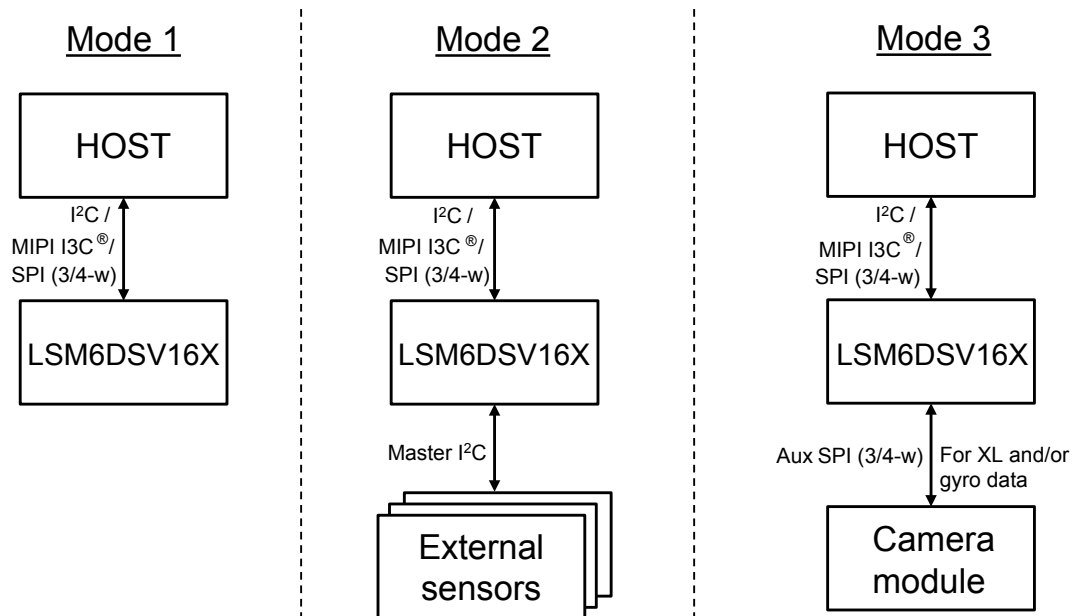 Mode 1
HOST
I²C /
MIPI I3C®/
SPI (3/4-w)
LSM6DSV16X
Mode 2
HOST
I²C /
MIPI I3C®/
SPI (3/4-w)
LSM6DSV16X
Master I²C
External
sensors
Mode 3
HOST
I²C /
MIPI I3C®/
SPI (3/4-w)
LSM6DSV16X
Aux SPI (3/4-w)
For XL and/or
gyro data
Camera
module